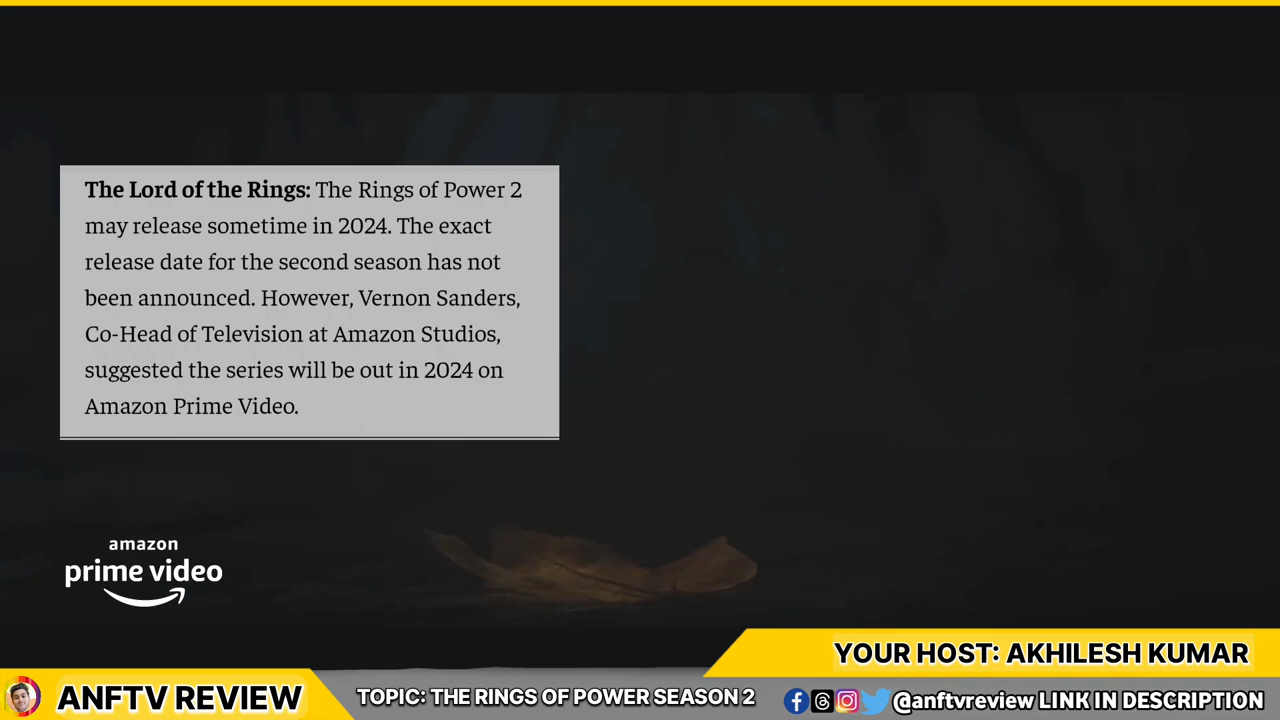 The Lord of the Rings: The Rings of Power 2
may release sometime in 2024. The exact
release date for the second season has not
been announced. However, Vernon Sanders,
Co-Head of Television at Amazon Studios,
suggested the series will be out in 2024 on
Amazon Prime Video.
amazon
prime video
YOUR HOST: AKHILESH KUMAR
ANFTV REVIEW
TOPIC: THE RINGS OF POWER SEASON 2
@anftvreview LINK IN DESCRIPTION